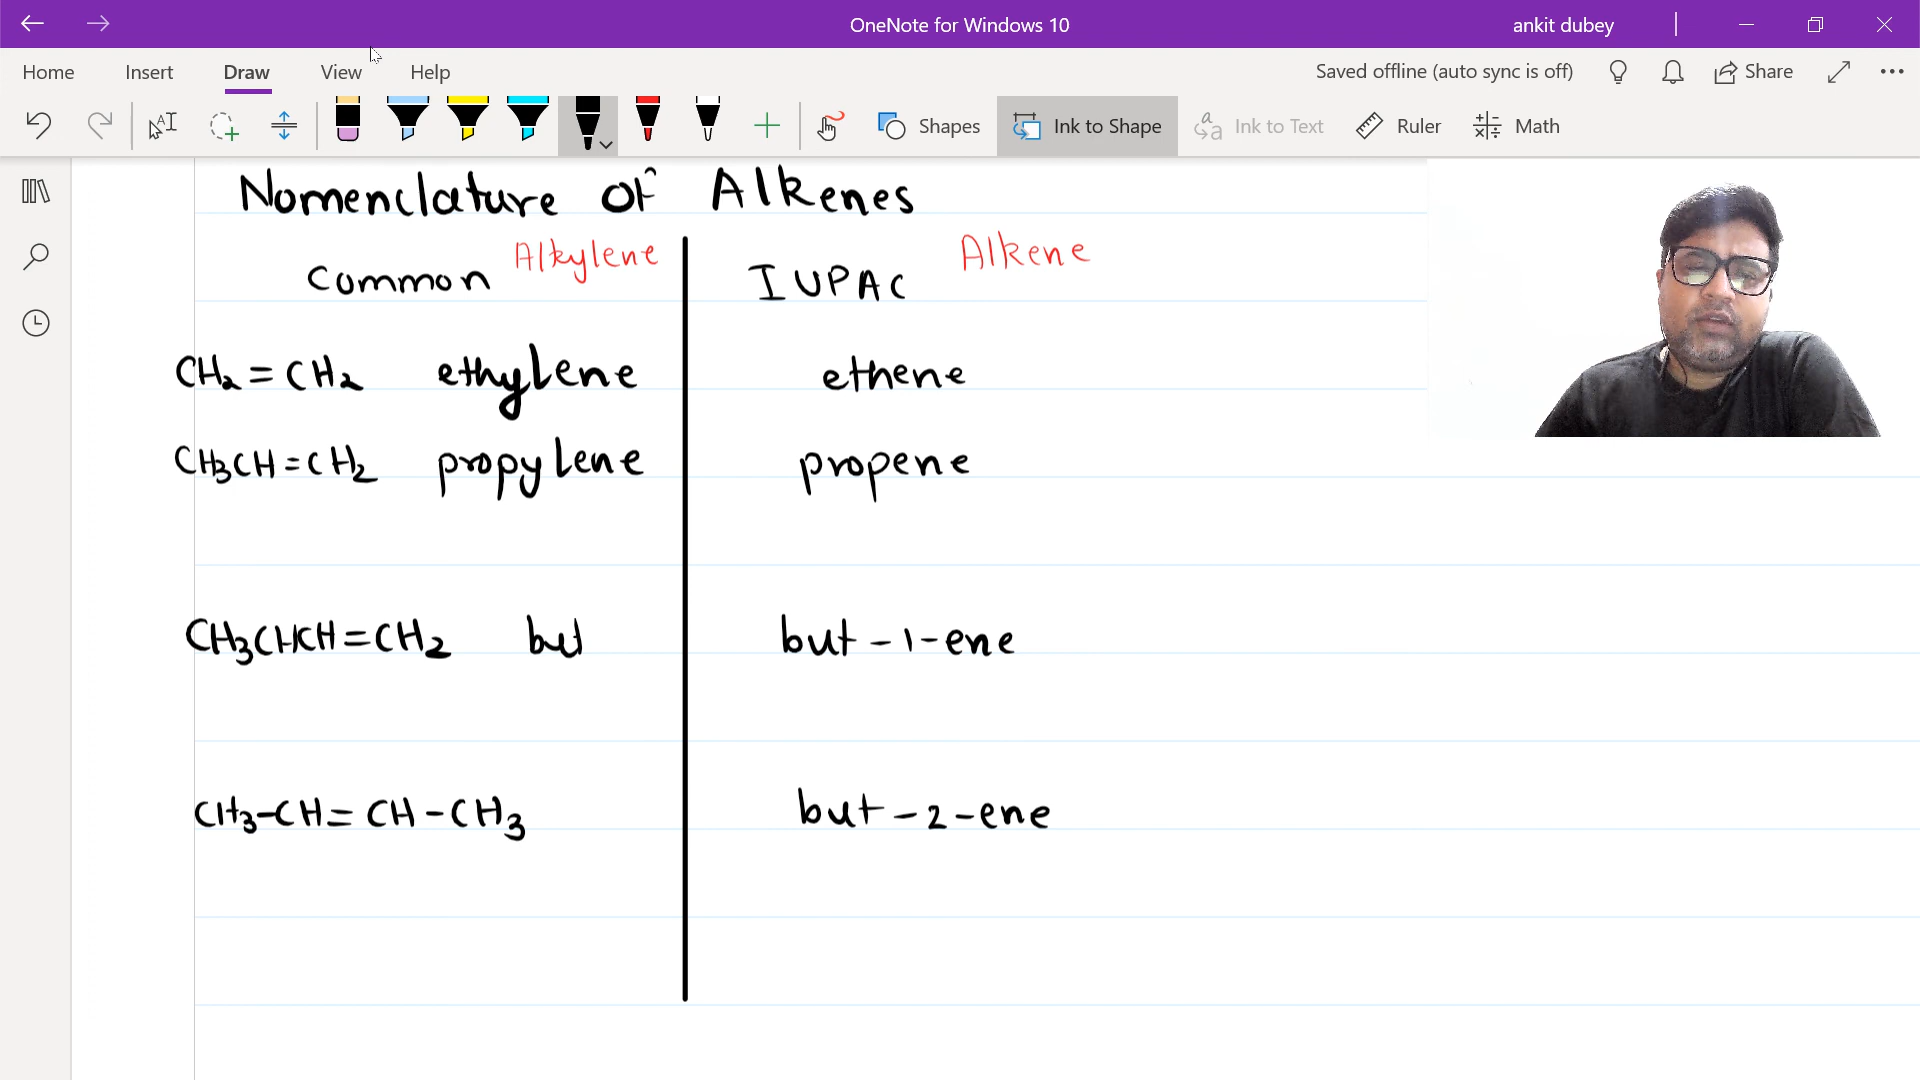 OneNote for Windows 10
ankit dubey
Home Insert Draw View Help
Saved offline (auto sync is off)
Share
Shapes
Ink to Shape
Ink to Text
Ruler
Math
Nomenclature of Alkenes
Common Alkylene
IUPAC Alkene
CH2 = CH2 ethylene ethene
CH3CH=CH2 propylene propene
CH3CHCH=CH2 but but-1-ene
CH3-CH=CH-CH3 but-2-ene